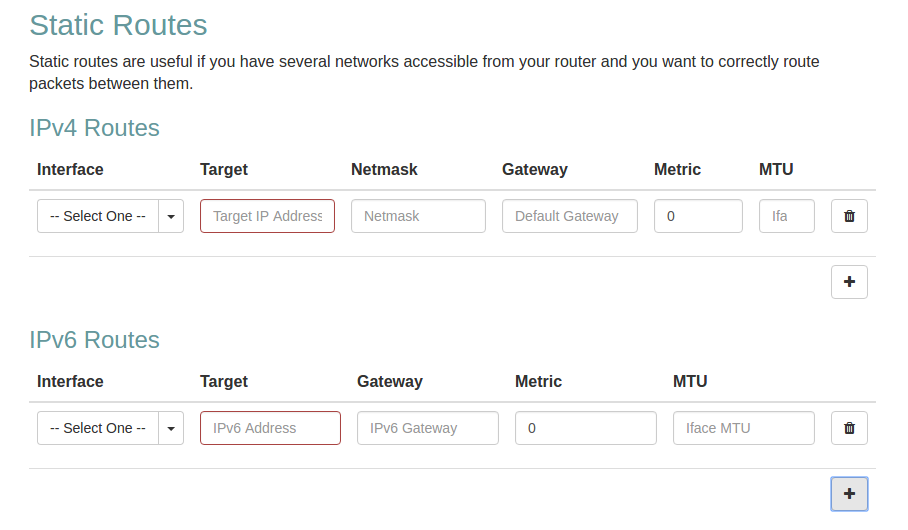 Static Routes
Static routes are useful if you have several networks accessible from your router and you want to correctly route
packets between them.
IPv4 Routes
Interface Target Netmask Gateway Metric MTU
-- Select One -- Target IP Address Netmask Default Gateway 0 Ifa
IPv6 Routes
Interface Target Gateway Metric MTU
-- Select One -- IPv6 Address IPv6 Gateway 0 Iface MTU